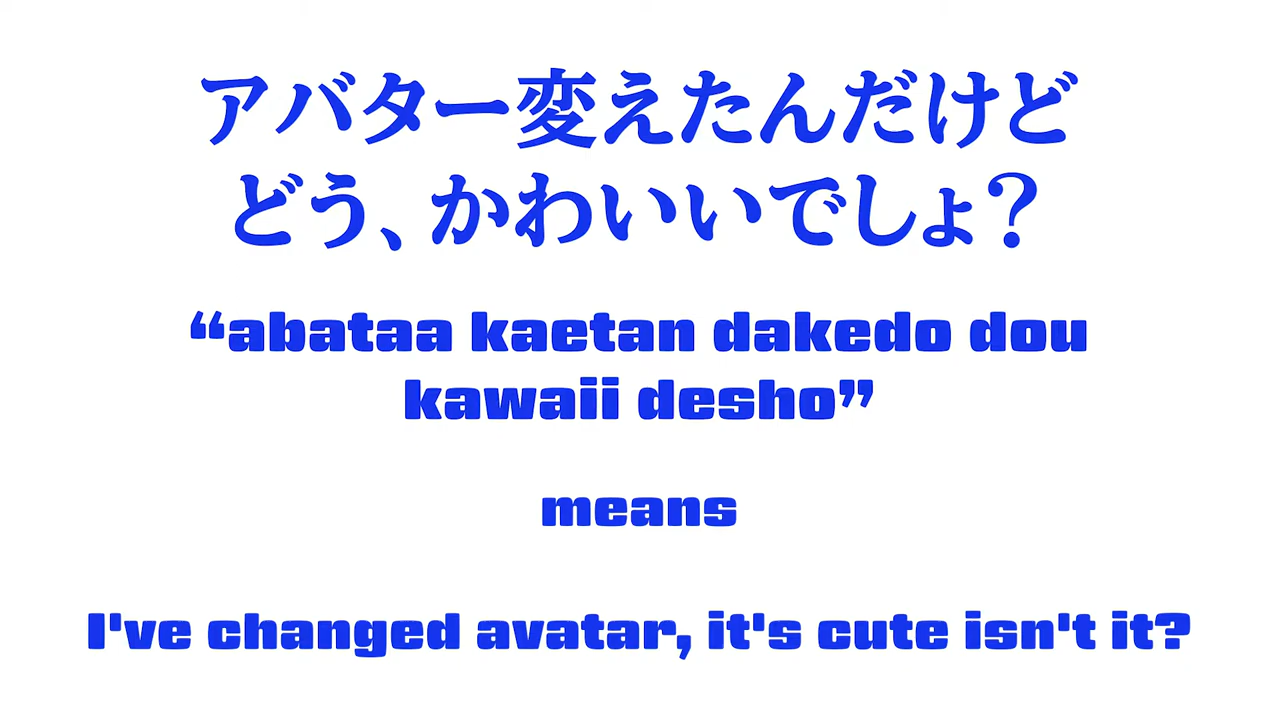 アバター変えたんだけど
どう、かわいいでしょ？
“abataa kaetan dakedo dou
kawaii desho”
means
I've changed avatar, it's cute isn't it?